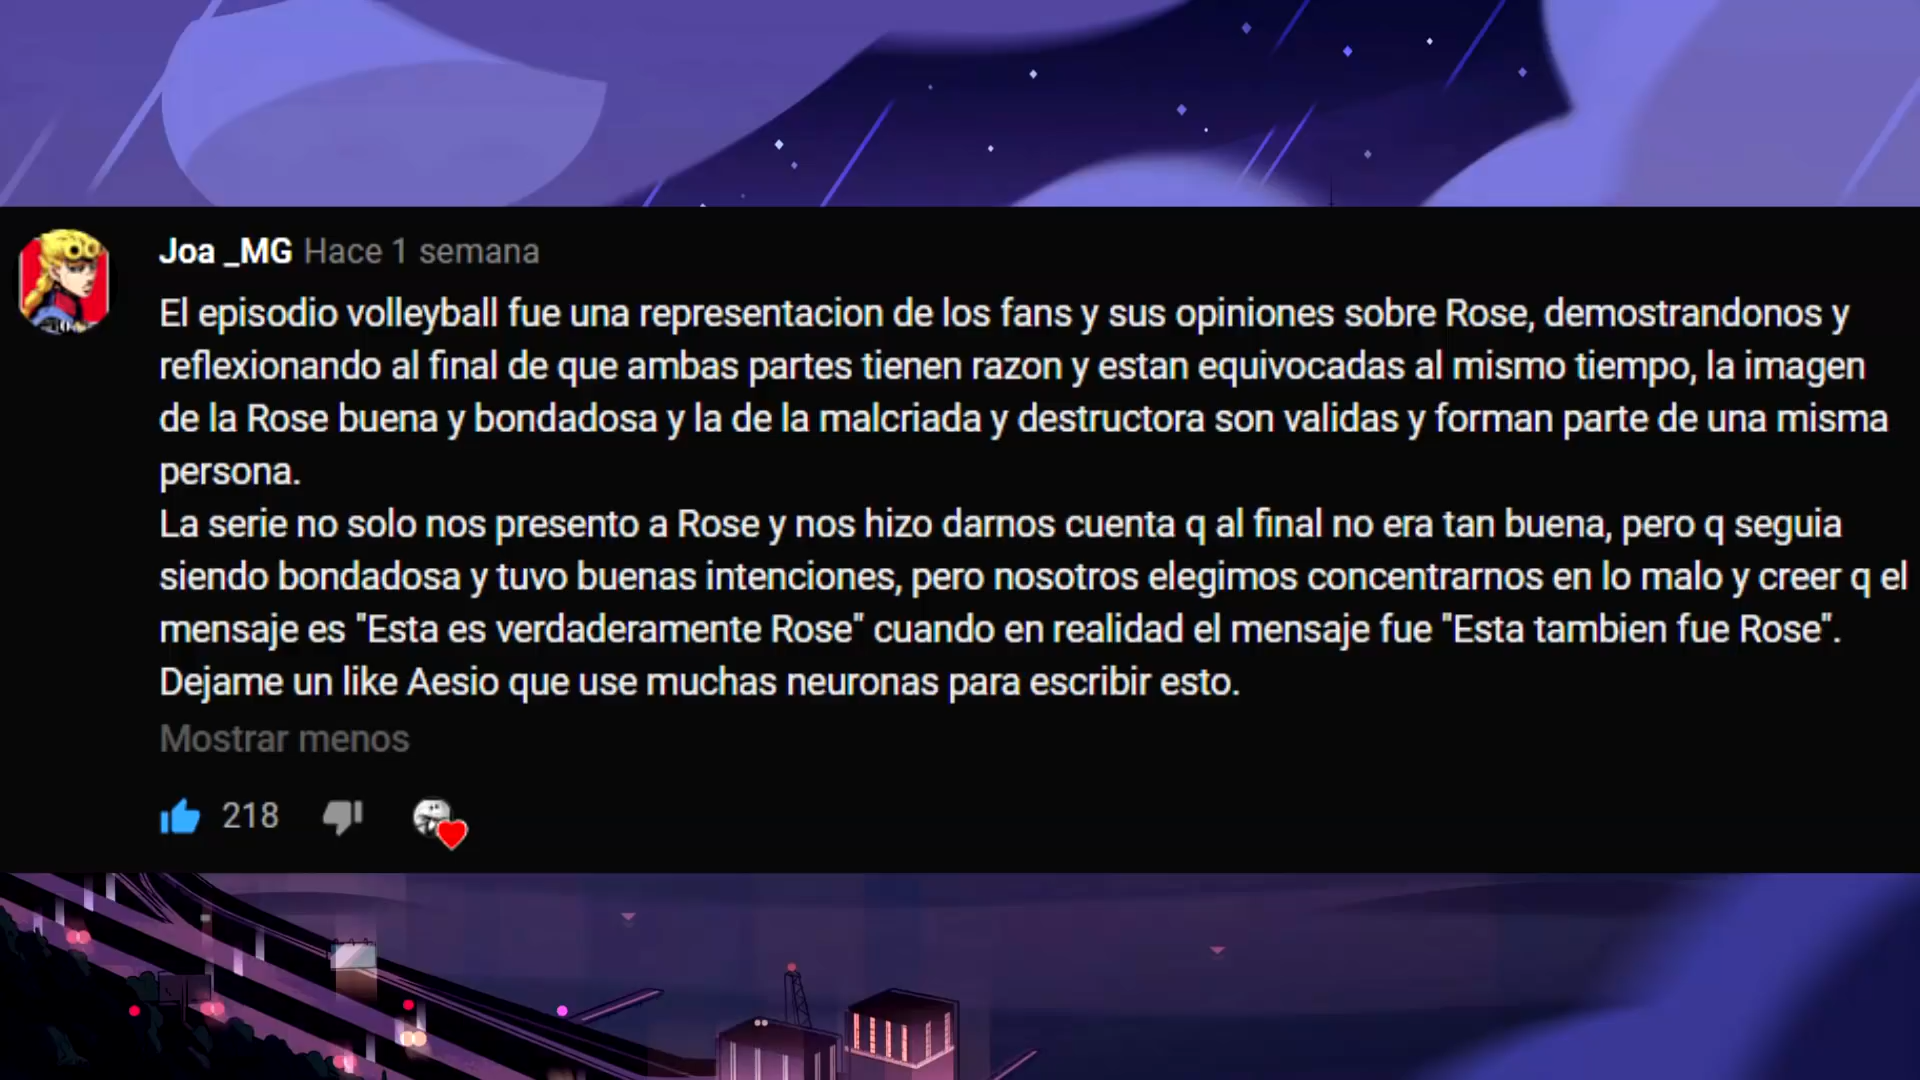 Joa _MG Hace 1 semana
El episodio volleyball fue una representacion de los fans y sus opiniones sobre Rose, demostrandonos y
reflexionando al final de que ambas partes tienen razon y estan equivocadas al mismo tiempo, la imagen
de la Rose buena y bondadosa y la de la malcriada y destructora son validas y forman parte de una misma
persona.
La serie no solo nos presento a Rose y nos hizo darnos cuenta q al final no era tan buena, pero q seguia
siendo bondadosa y tuvo buenas intenciones, pero nosotros elegimos concentrarnos en lo malo y creer q el
mensaje es "Esta es verdaderamente Rose" cuando en realidad el mensaje fue "Esta tambien fue Rose".
Dejame un like Aesio que use muchas neuronas para escribir esto.
Mostrar menos
218